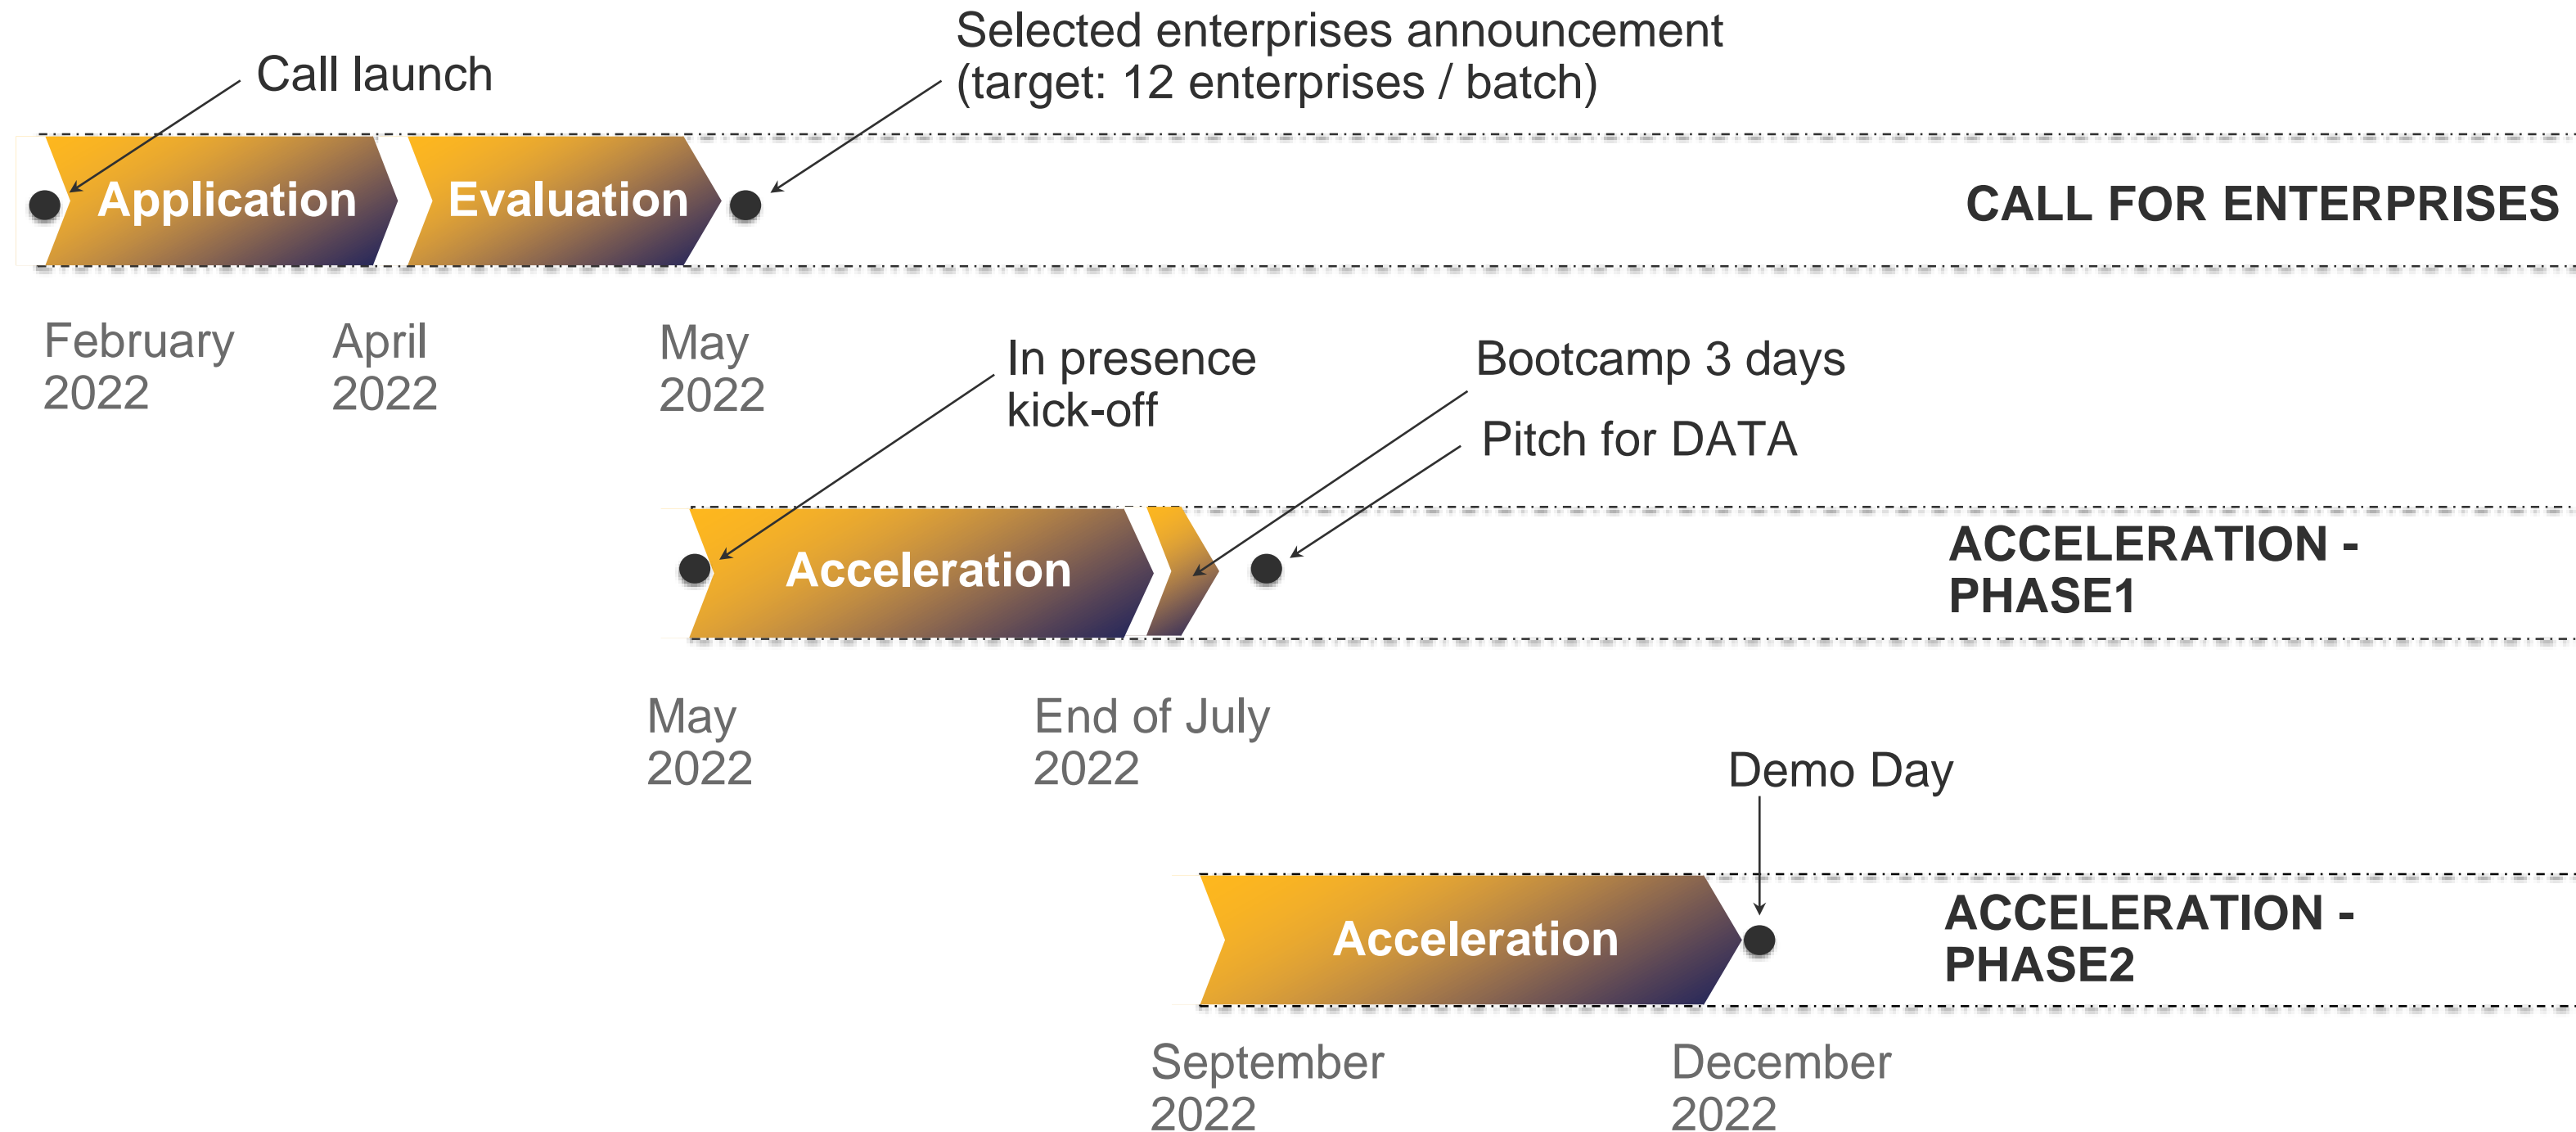 Call launch
Selected enterprises announcement
(target: 12 enterprises / batch)
Application
Evaluation
CALL FOR ENTERPRISES
February
2022
April
2022
May
2022
In presence
kick-off
Bootcamp 3 days
Pitch for DATA
Acceleration
ACCELERATION -
PHASE1
May
2022
End of July
2022
Demo Day
Acceleration
ACCELERATION -
PHASE2
September
2022
December
2022